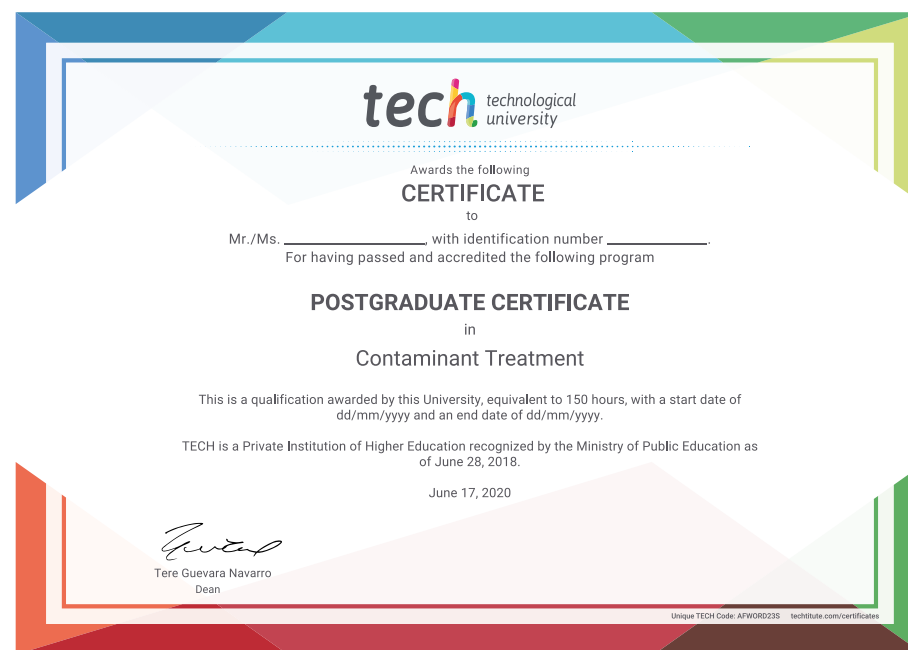 tech technological
university
Awards the following
CERTIFICATE
to
Mr./Ms. ____________________, with identification number ______________.
For having passed and accredited the following program
POSTGRADUATE CERTIFICATE
in
Contaminant Treatment
This is a qualification awarded by this University, equivalent to 150 hours, with a start date of
dd/mm/yyyy and an end date of dd/mm/yyyy.
TECH is a Private Institution of Higher Education recognized by the Ministry of Public Education as
of June 28, 2018.
June 17, 2020
Tere Guevara Navarro
Dean
Unique TECH Code: AFWORD23S techtitute.com/certificates